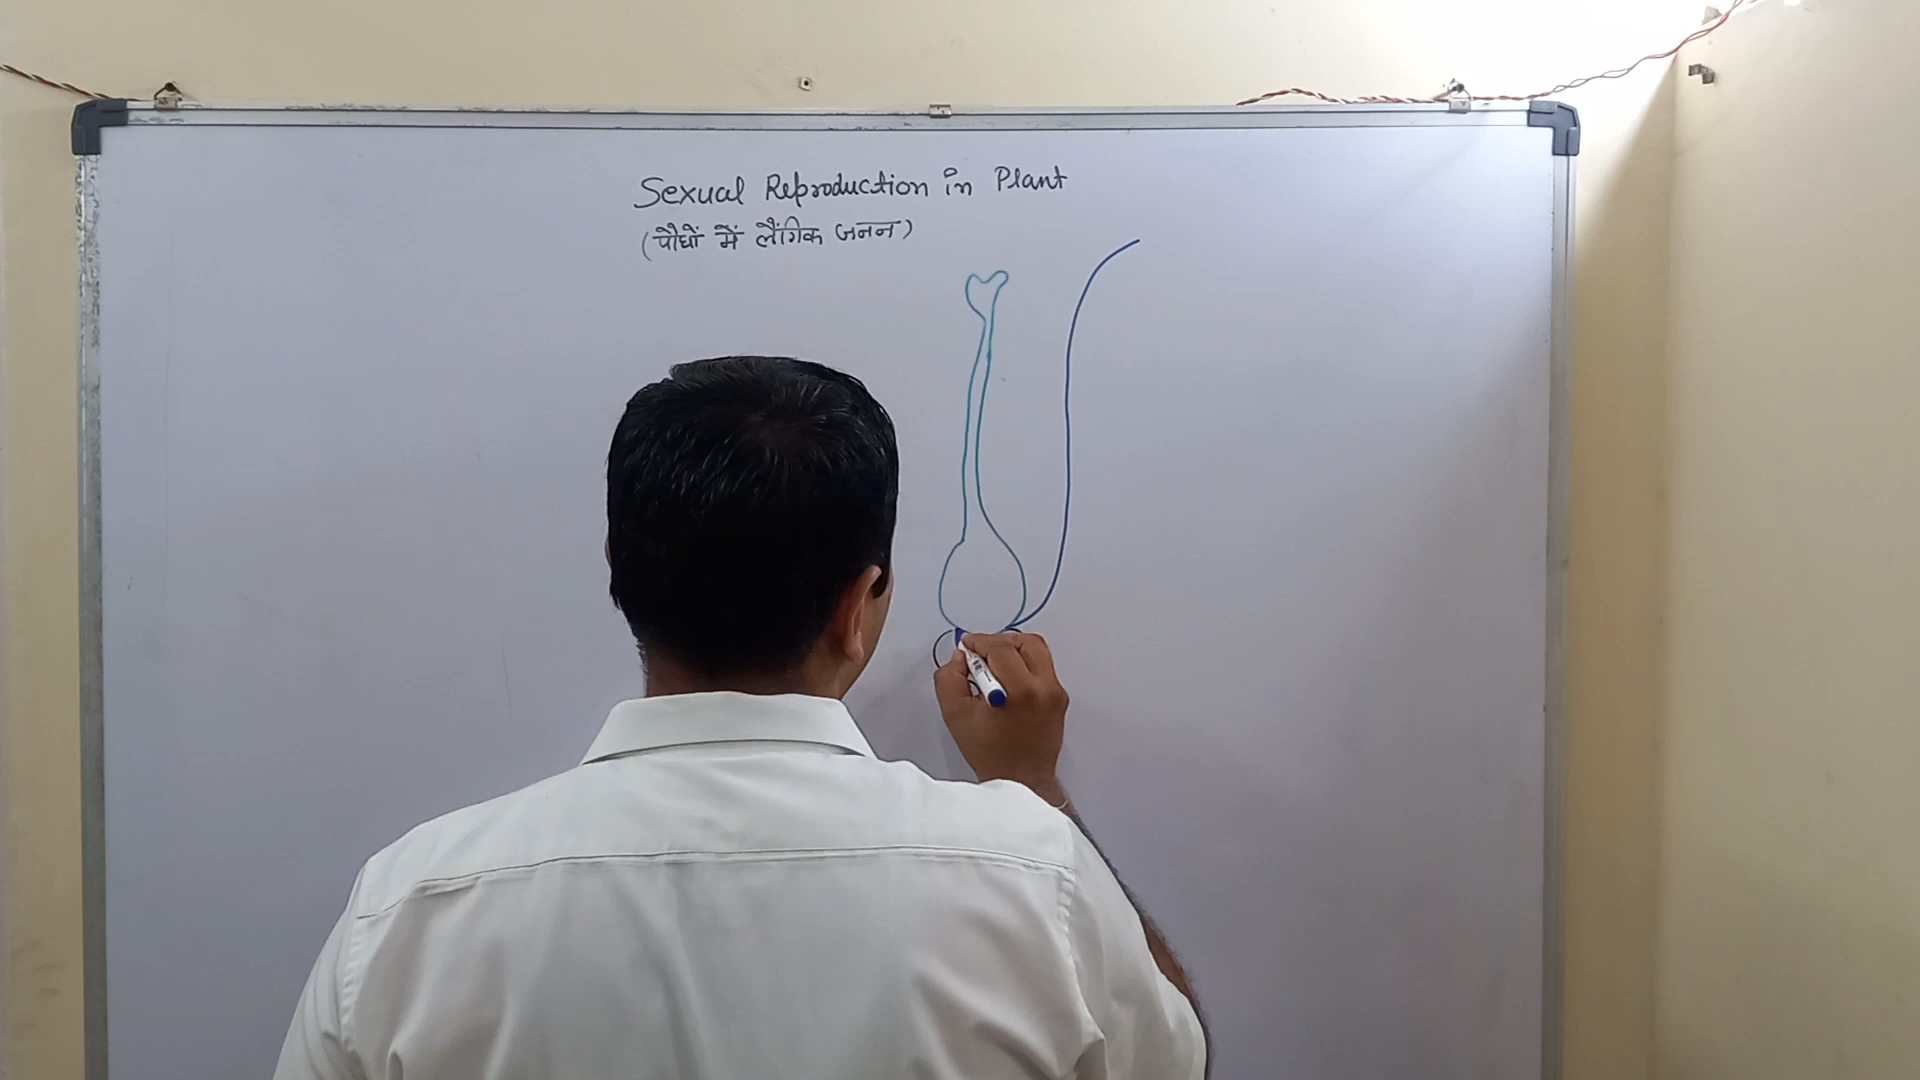 Sexual Reproduction in Plant
(पौधों में लैंगिक जनन)